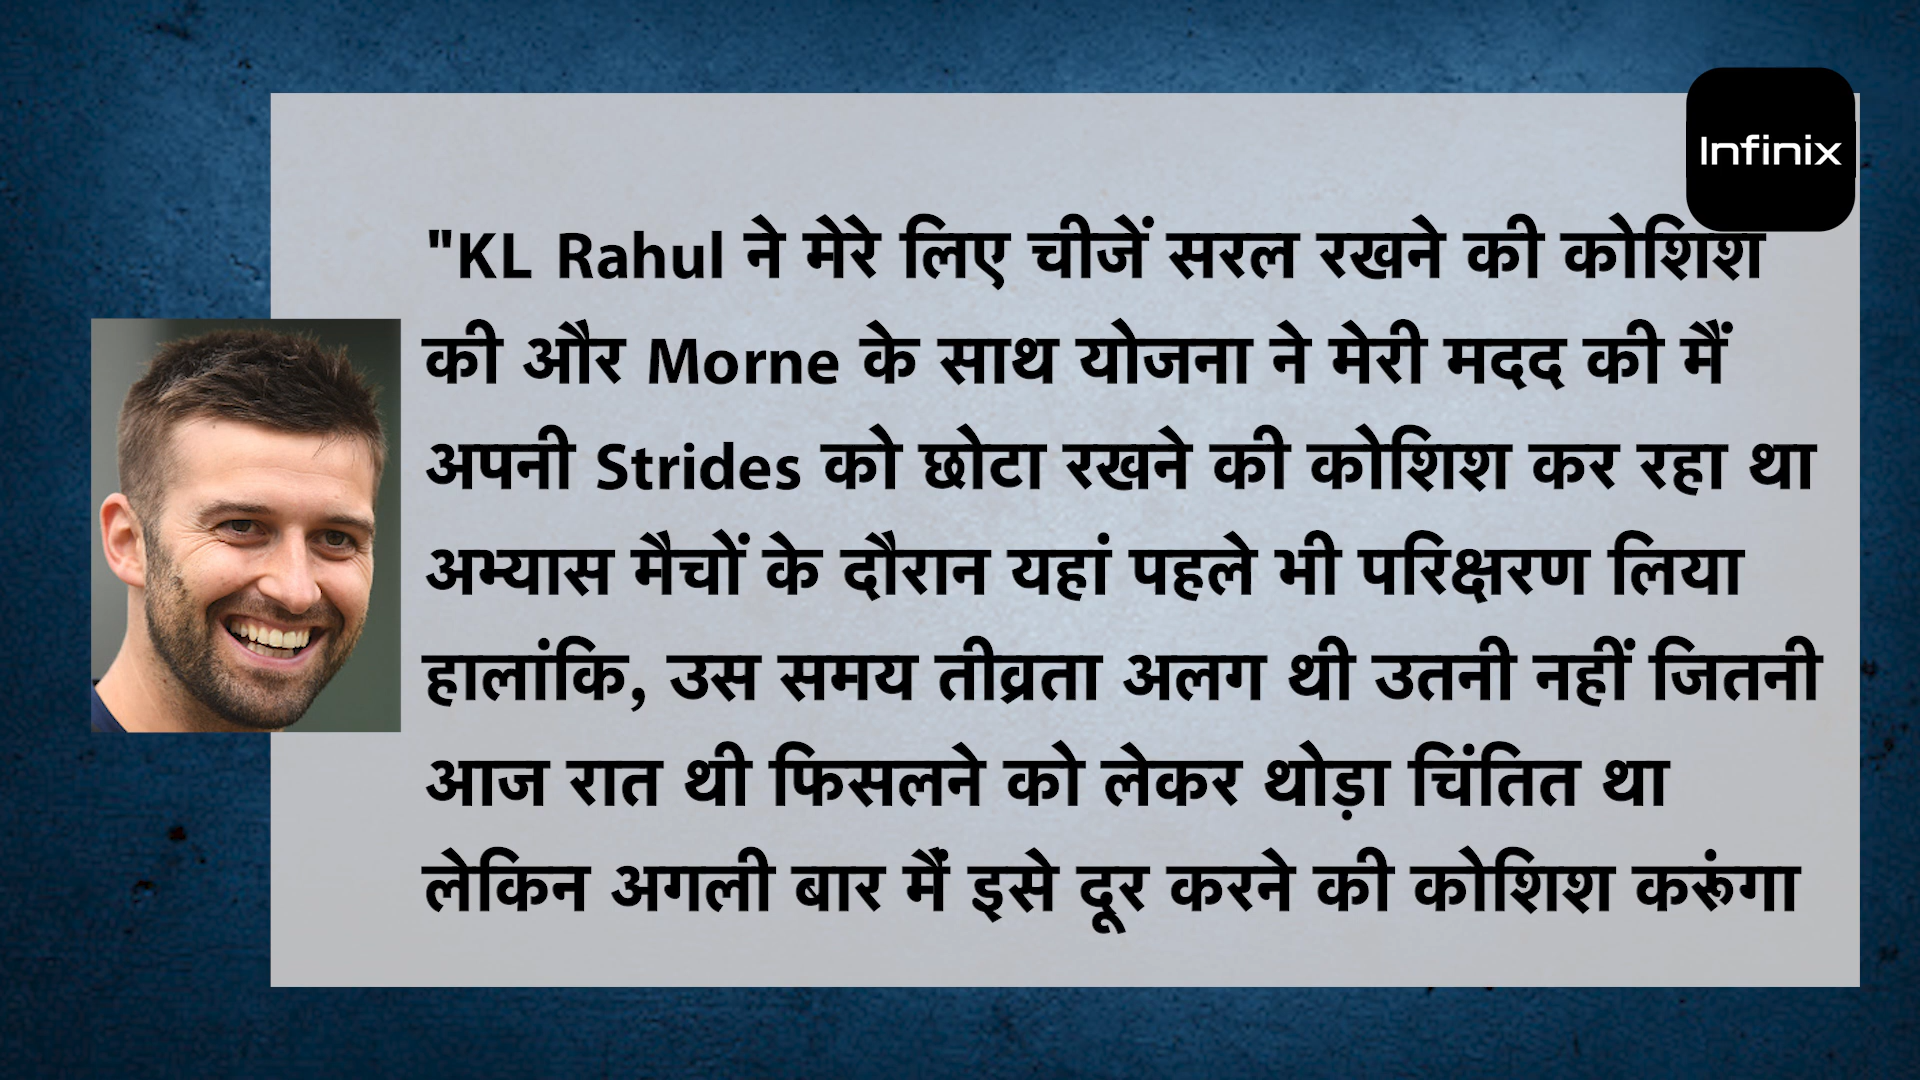 Infinix
"KL Rahul ने मेरे लिए चीजें सरल रखने की कोशिश
की और Morne के साथ योजना ने मेरी मदद की मैं
अपनी Strides को छोटा रखने की कोशिश कर रहा था
अभ्यास मैचों के दौरान यहां पहले भी परिक्षरण लिया
हालांकि, उस समय तीव्रता अलग थी उतनी नहीं जितनी
आज रात थी फिसलने को लेकर थोड़ा चिंतित था
लेकिन अगली बार मैं इसे दूर करने की कोशिश करूंगा